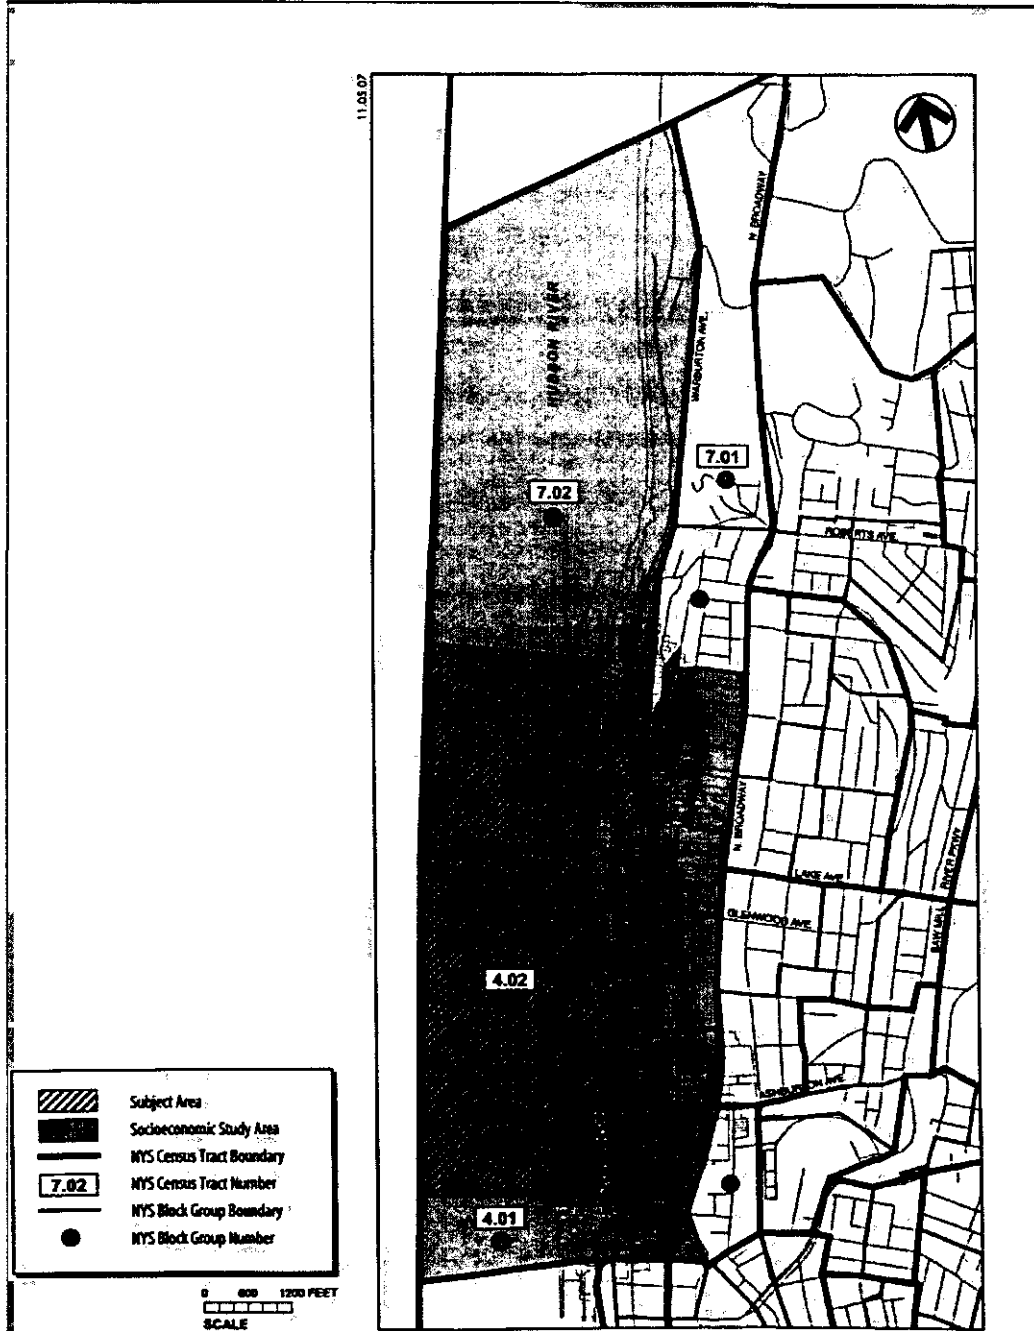 11.05.07
N. BROADWAY
HUDSON RIVER
WARBURTON AVE.
7.01
7.02
ROBERTS AVE.
N. BROADWAY
LAKE AVE.
SAW MILL RIVER PKWY
GLENWOOD AVE.
4.02
ASHBURTON AVE.
4.01
Subject Area
Socioeconomic Study Area
NYS Census Tract Boundary
7.02 NYS Census Tract Number
NYS Block Group Boundary
NYS Block Group Number
0 600 1200 FEET
SCALE